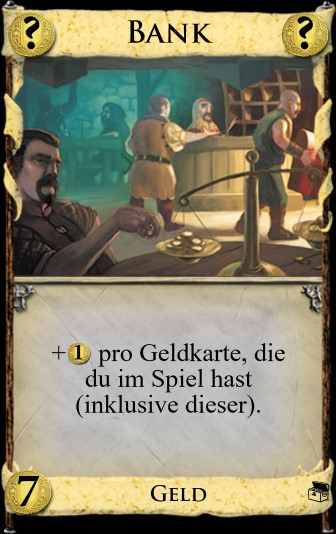 ? BANK ?
+1 pro Geldkarte, die
du im Spiel hast
(inklusive dieser).
7 GELD